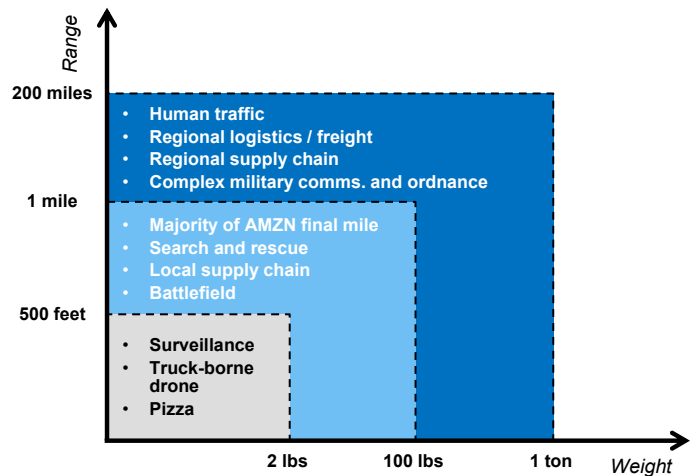 Range
200 miles
• Human traffic
• Regional logistics / freight
• Regional supply chain
• Complex military comms. and ordnance
1 mile
• Majority of AMZN final mile
• Search and rescue
• Local supply chain
• Battlefield
500 feet
• Surveillance
• Truck-borne
drone
• Pizza
2 lbs
100 lbs
1 ton
Weight